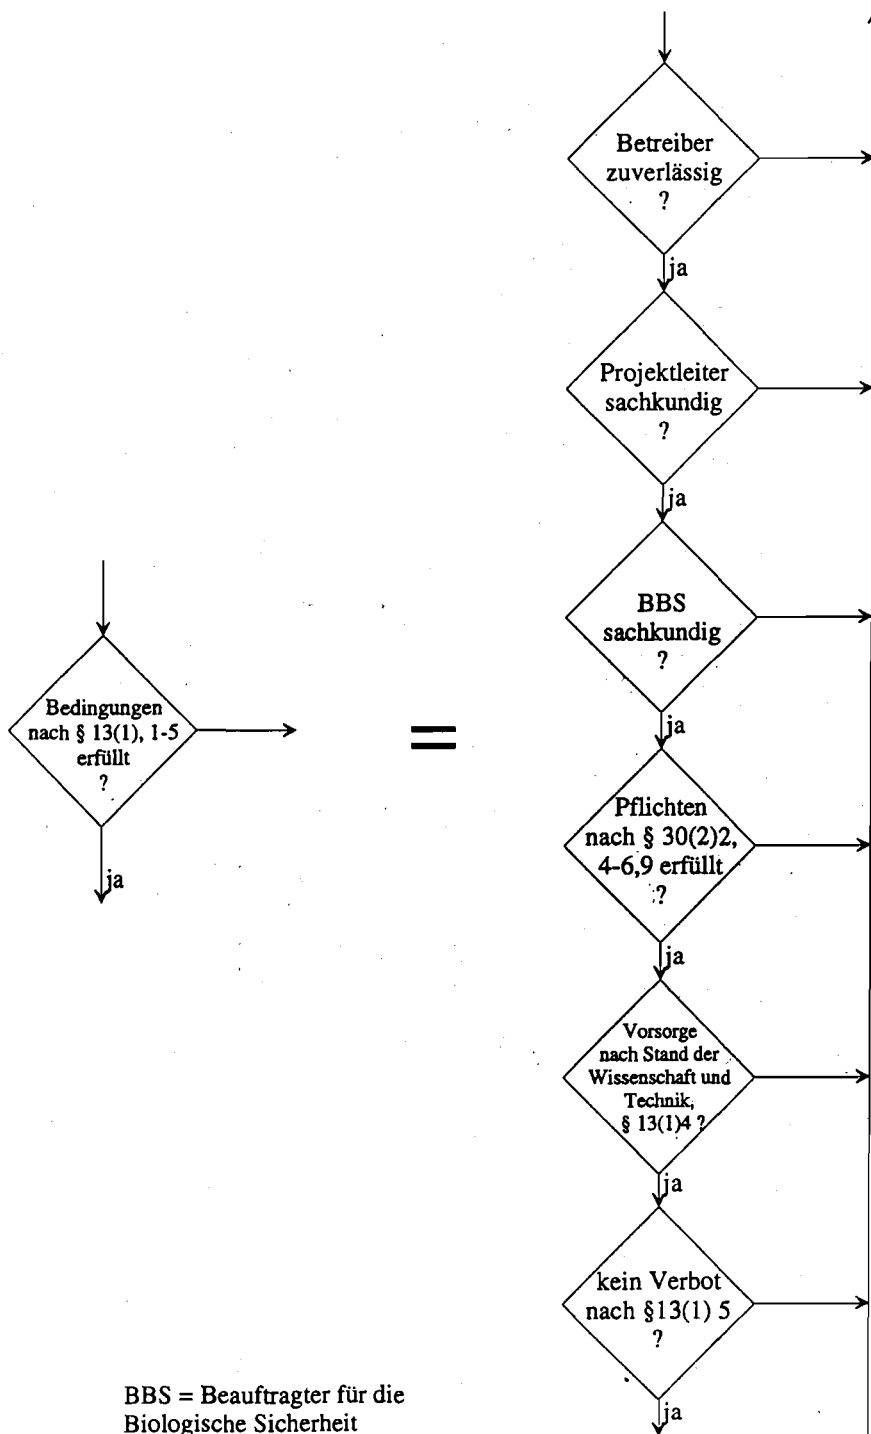 Betreiber
zuverlässig
?
ja
Projektleiter
sachkundig
?
ja
BBS
sachkundig
?
ja
Bedingungen
nach § 13(1), 1-5
erfüllt
?
ja
=
Pflichten
nach § 30(2)2,
4-6,9 erfüllt
?
ja
Vorsorge
nach Stand der
Wissenschaft und
Technik,
§ 13(1)4 ?
ja
kein Verbot
nach §13(1) 5
?
ja
BBS = Beauftragter für die
Biologische Sicherheit